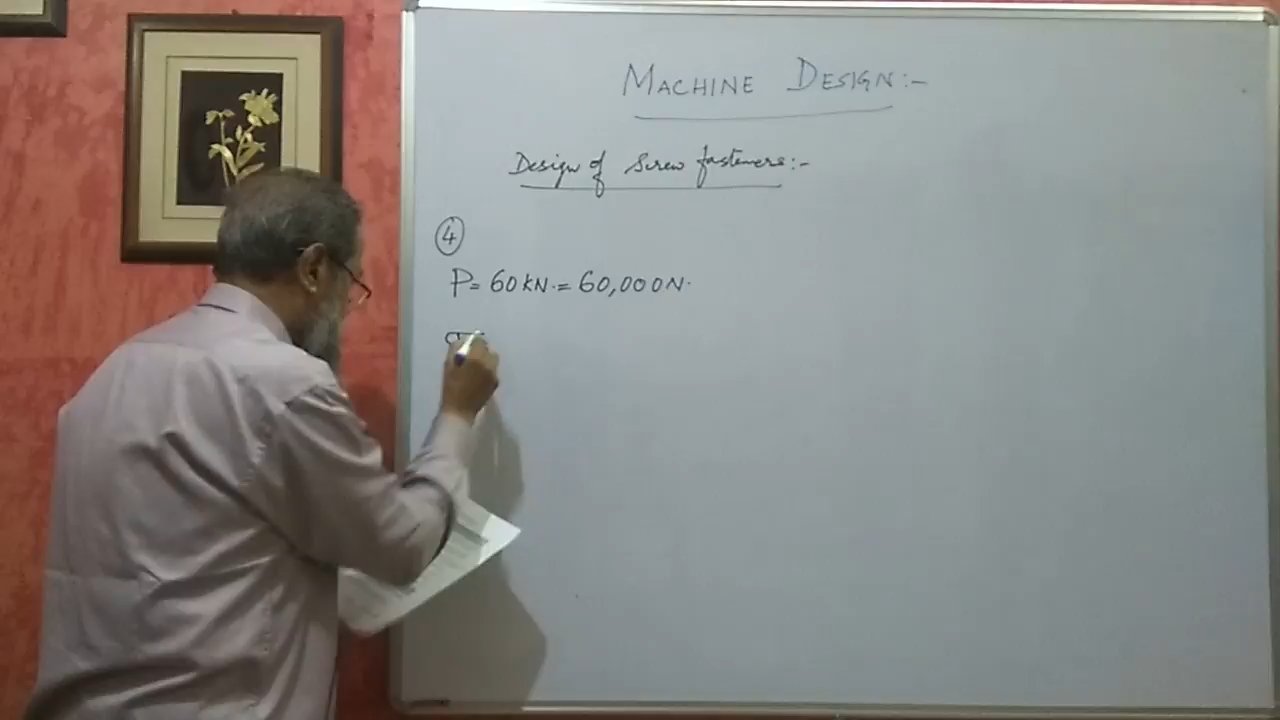 MACHINE DESIGN:-
Design of Screw fasteners:-
4
P = 60 KN. = 60,000 N.
σ